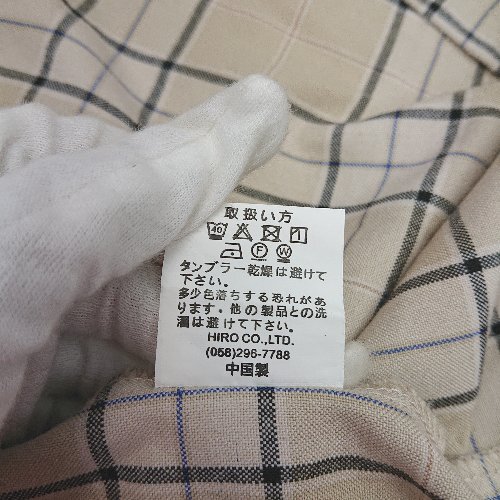 取扱い方
40
F W
タンブラー乾燥は避けて
下さい。
多少色落ちする恐れがあ
ります。他の製品との洗
濯は避けて下さい。
HIRO CO.,LTD.
(058)296-7788
中国製